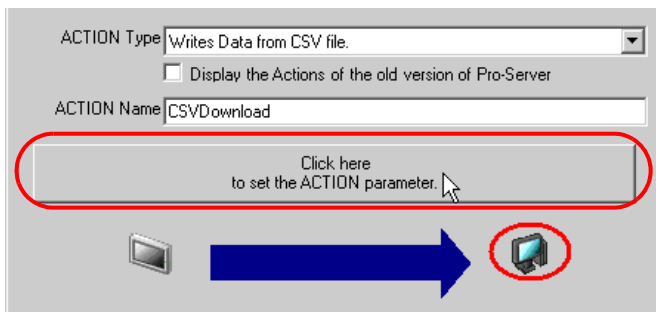 ACTION Type Writes Data from CSV file.
Display the Actions of the old version of Pro-Server
ACTION Name CSVDownload
Click here
to set the ACTION parameter.